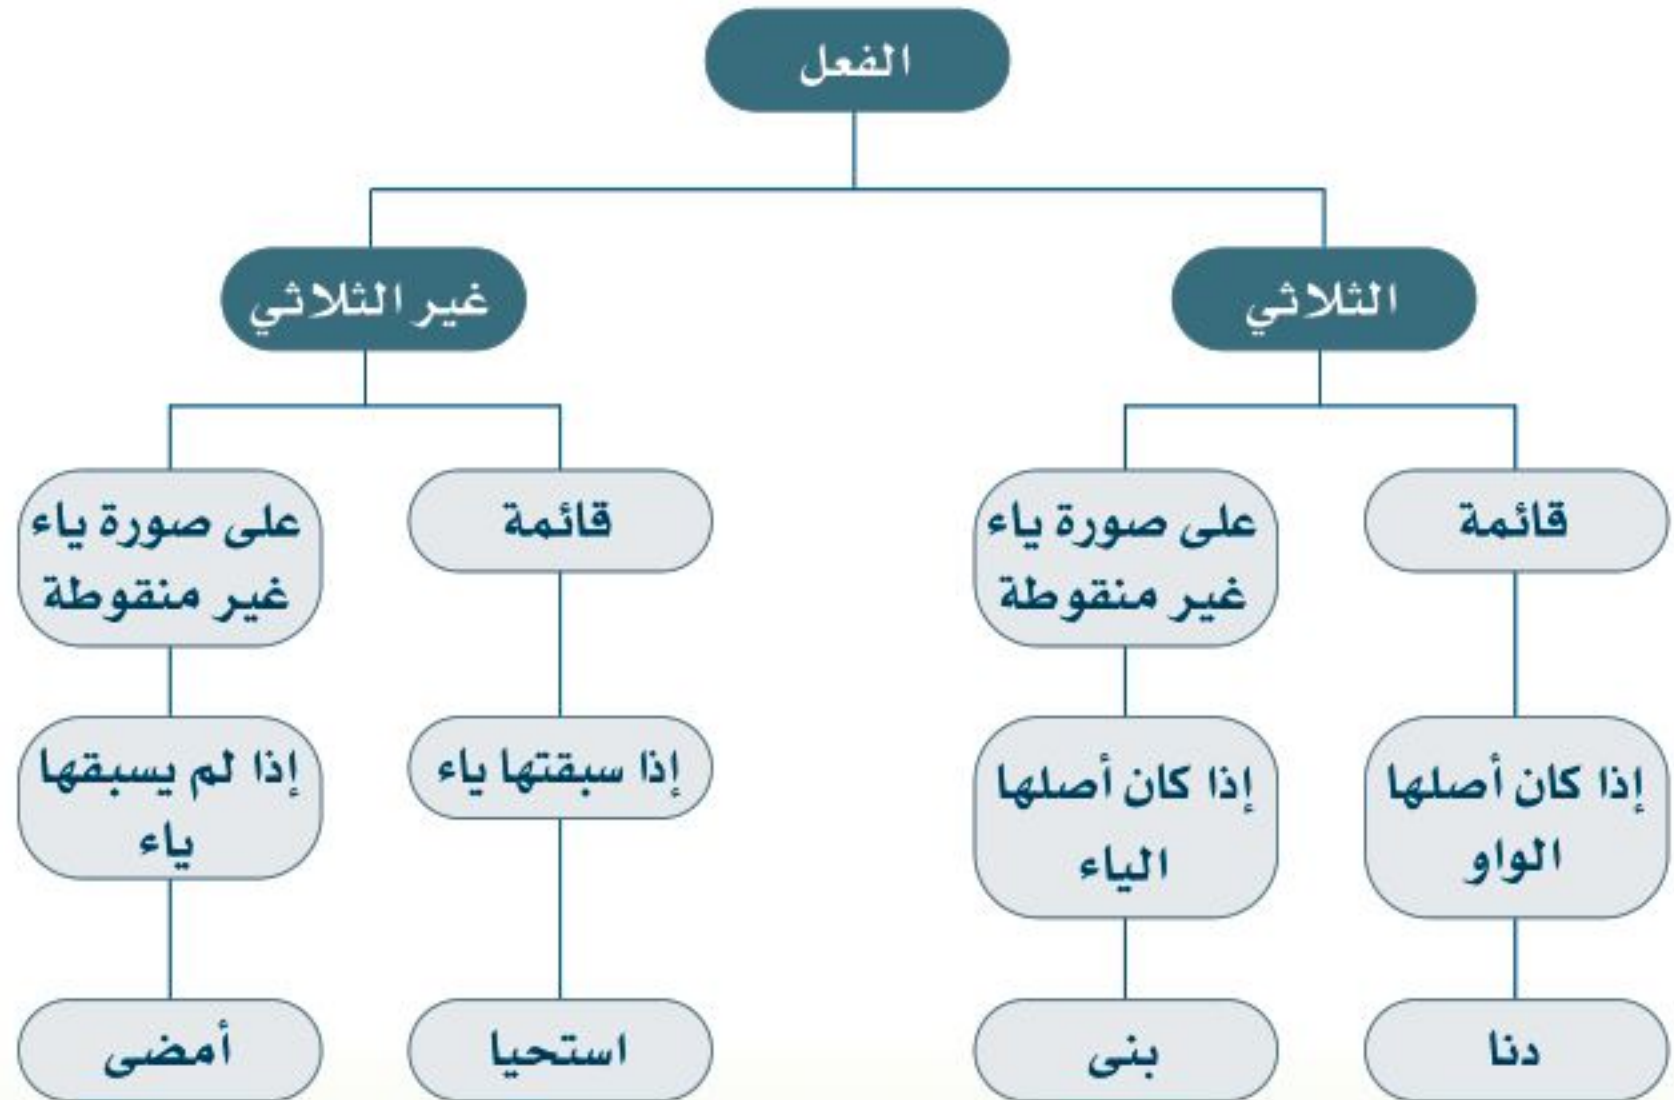 الفعل
الثلاثي
غير الثلاثي
قائمة
على صورة ياء
غير منقوطة
قائمة
على صورة ياء
غير منقوطة
إذا كان أصلها
الواو
إذا كان أصلها
الياء
إذا سبقتها ياء
إذا لم يسبقها
ياء
دنا
بنى
استحيا
أمضى